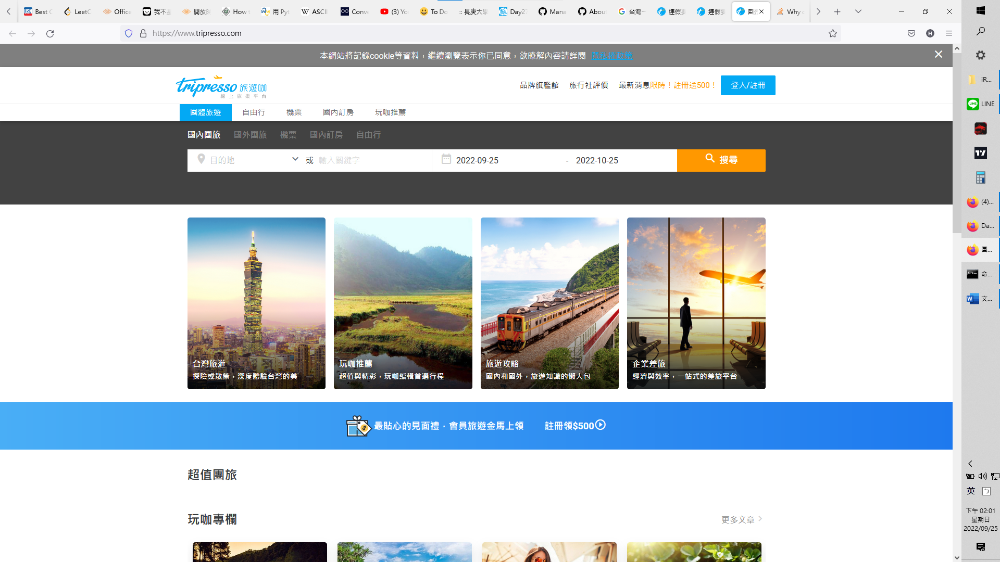 Best C
LeetC
Office
我不是
開放時
How t
用 Pyt
ASCII
Conve
(3) Yo
To Do
:: 長庚大學
Day27
Mana
About
台灣一
連假要
連假要
團體
Why d
https://www.tripresso.com
本網站將記錄cookie等資料，繼續瀏覽表示你已同意，欲瞭解內容請詳閱 隱私權政策
tripresso 旅遊咖
線上旅展平台
品牌旗艦館 旅行社評價 最新消息 限時！註冊送500！ 登入/註冊
團體旅遊 自由行 機票 國內訂房 玩咖推薦
國內團旅 國外團旅 機票 國內訂房 自由行
目的地 或 輸入關鍵字 2022-09-25 - 2022-10-25 搜尋
台灣旅遊
探險或散策，深度體驗台灣的美
玩咖推薦
超值與精彩，玩咖編輯首選行程
旅遊攻略
國內和國外，旅遊知識的懶人包
企業差旅
經濟與效率，一站式的差旅平台
最貼心的見面禮．會員旅遊金馬上領 註冊領$500
超值團旅
玩咖專欄
更多文章
iR...
LINE
(4)...
Da...
團...
命...
文...
英
ㄅ
下午 02:01
星期日
2022/09/25